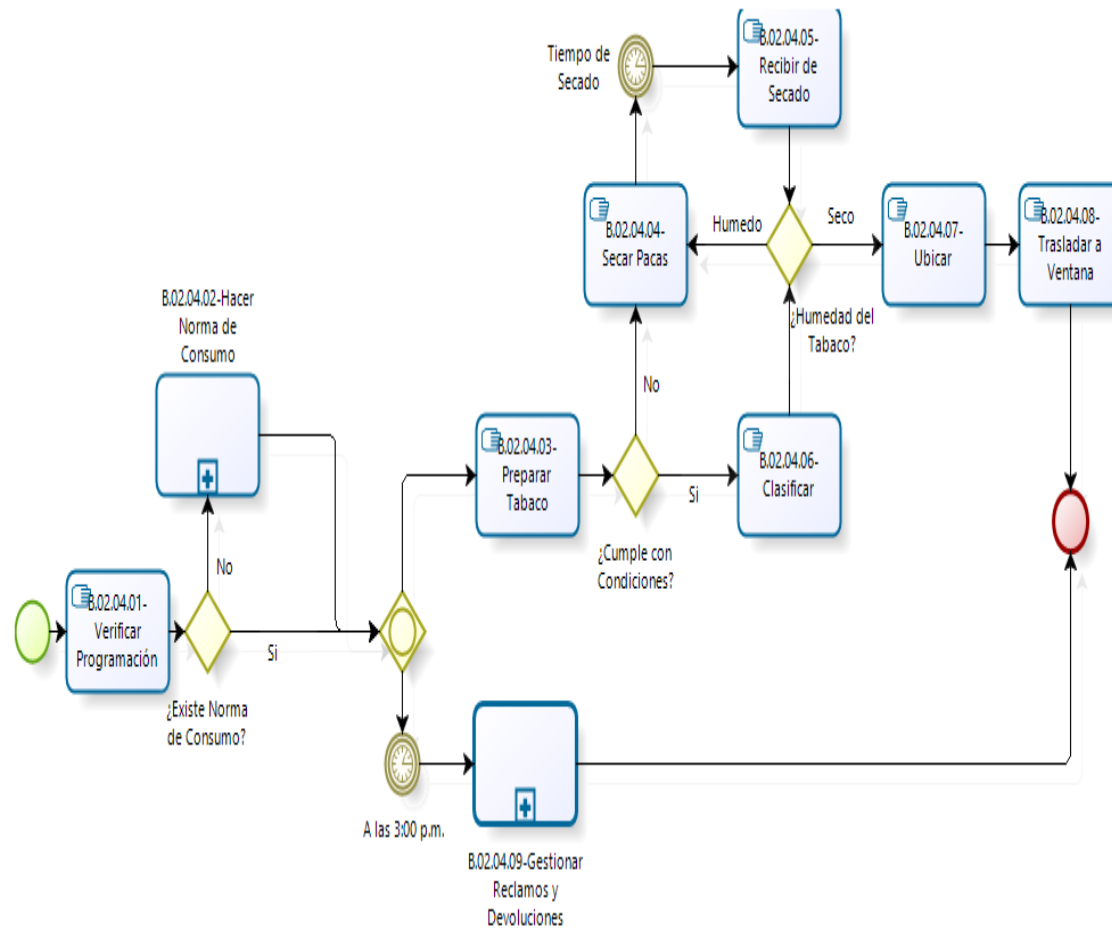 Tiempo de
Secado
B.02.04.05-
Recibir de
Secado
B.02.04.04-
Secar Pacas
Humedo
Seco
B.02.04.07-
Ubicar
B.02.04.08-
Trasladar a
Ventana
¿Humedad del
Tabaco?
B.02.04.02-Hacer
Norma de
Consumo
No
B.02.04.03-
Preparar
Tabaco
Si
B.02.04.06-
Clasificar
¿Cumple con
Condiciones?
No
B.02.04.01-
Verificar
Programación
Si
¿Existe Norma
de Consumo?
A las 3:00 p.m.
B.02.04.09-Gestionar
Reclamos y
Devoluciones